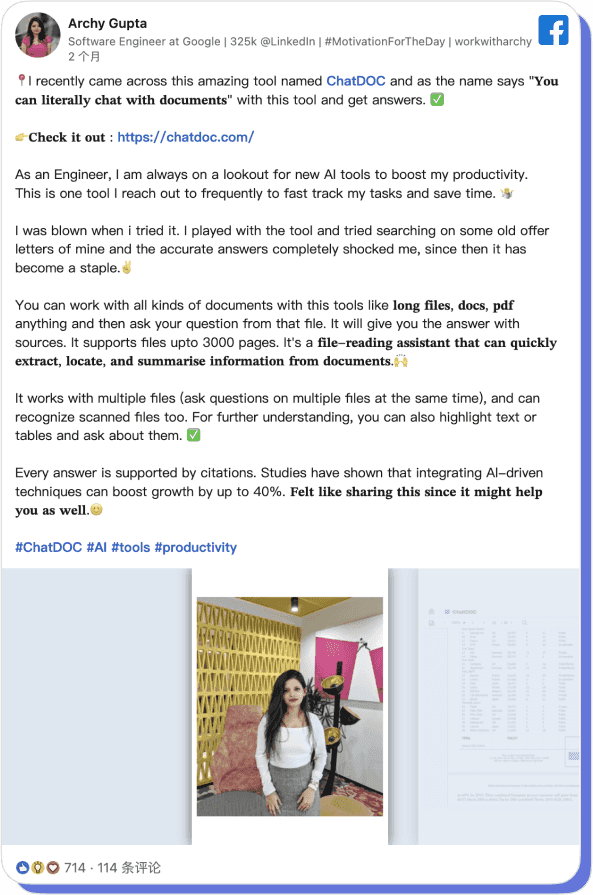 Archy Gupta
Software Engineer at Google | 325k @LinkedIn | #MotivationForTheDay | workwitharchy
2 个月
📍I recently came across this amazing tool named ChatDOC and as the name says "You
can literally chat with documents" with this tool and get answers. ✅
👉Check it out : https://chatdoc.com/
As an Engineer, I am always on a lookout for new AI tools to boost my productivity.
This is one tool I reach out to frequently to fast track my tasks and save time. 🤷
I was blown when i tried it. I played with the tool and tried searching on some old offer
letters of mine and the accurate answers completely shocked me, since then it has
become a staple.✌️
You can work with all kinds of documents with this tools like long files, docs, pdf
anything and then ask your question from that file. It will give you the answer with
sources. It supports files upto 3000 pages. It's a file-reading assistant that can quickly
extract, locate, and summarise information from documents.🙌
It works with multiple files (ask questions on multiple files at the same time), and can
recognize scanned files too. For further understanding, you can also highlight text or
tables and ask about them. ✅
Every answer is supported by citations. Studies have shown that integrating AI-driven
techniques can boost growth by up to 40%. Felt like sharing this since it might help
you as well.🙂
#ChatDOC #AI #tools #productivity
ChatDOC
714 · 114 条评论